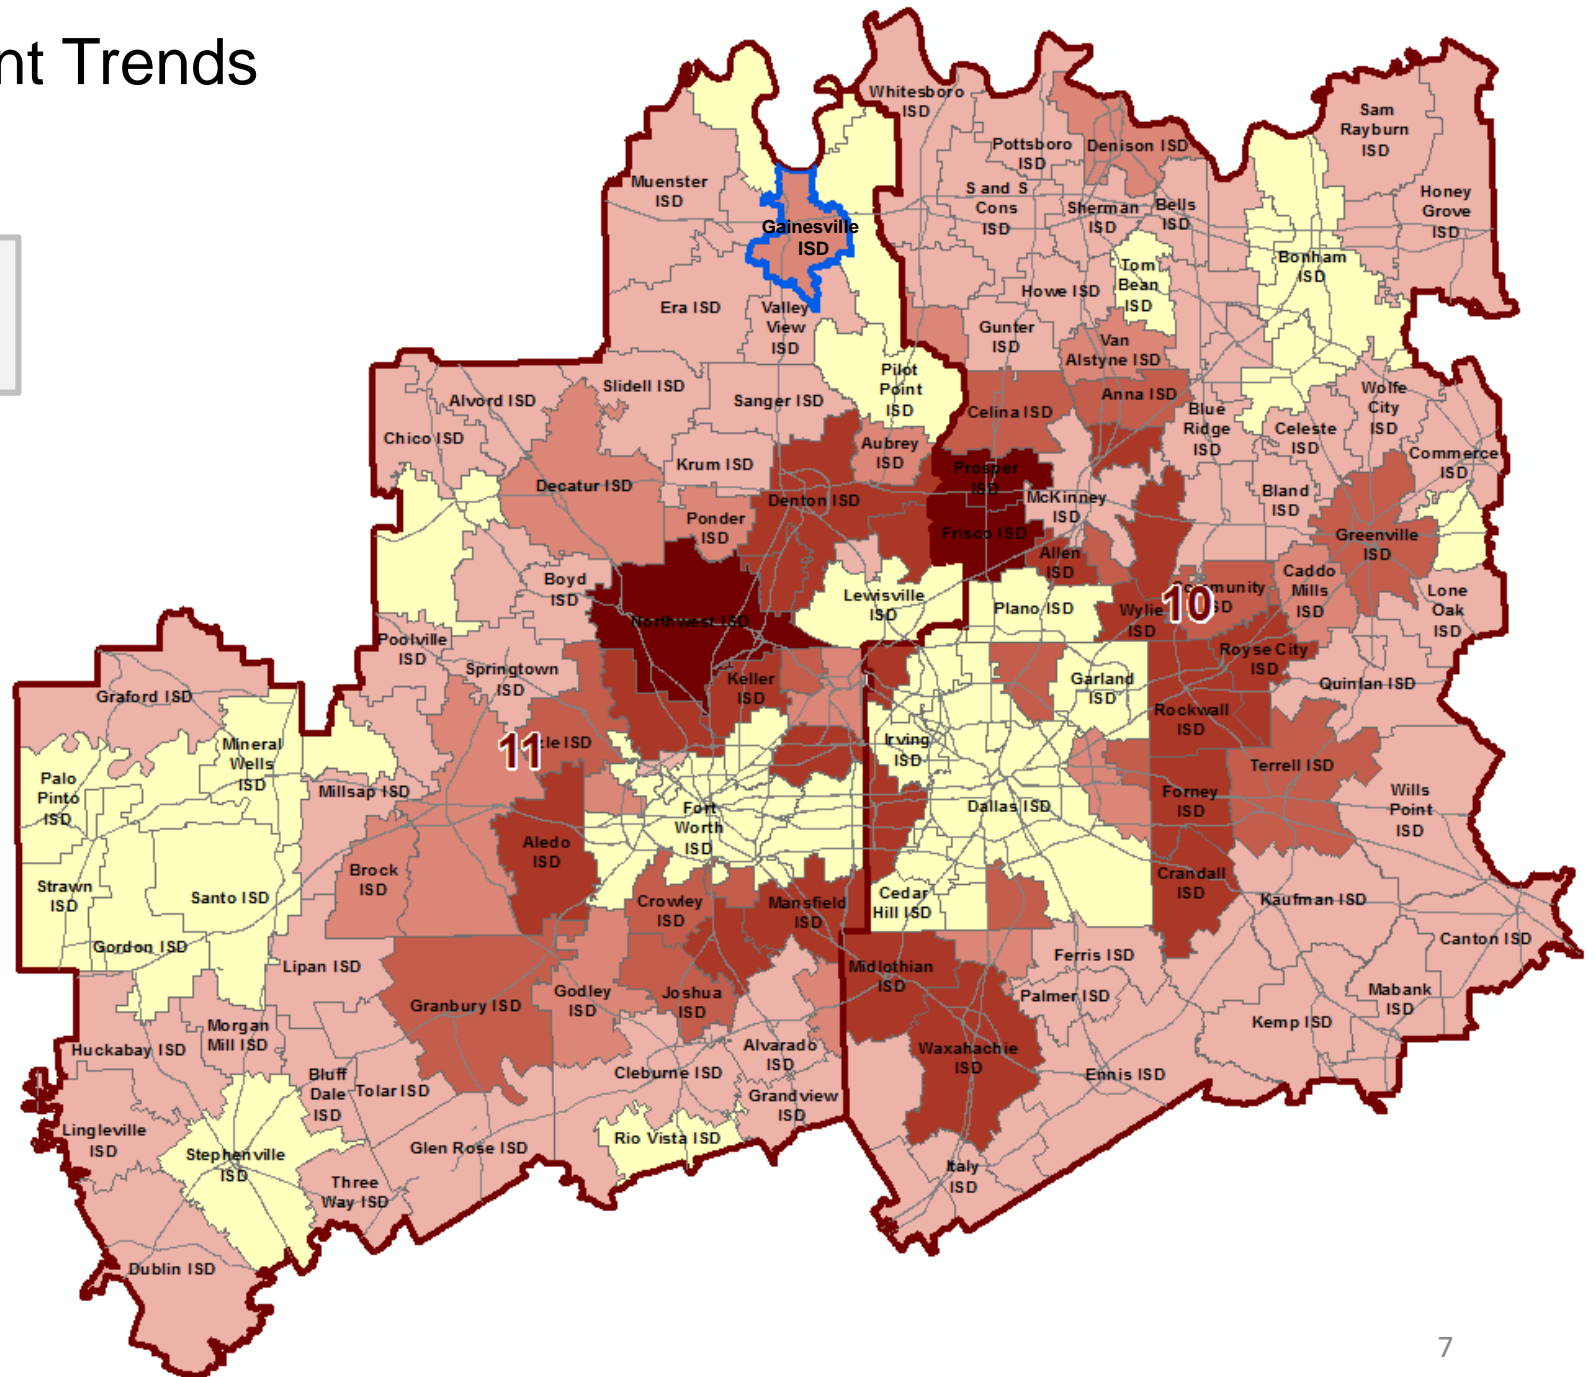 nt Trends
Whitesboro
ISD
Sam
Rayburn
ISD
Pottsboro
ISD
Denison ISD
Muenster
ISD
S and S
Cons
ISD
Sherman
ISD
Bells
ISD
Honey
Grove
ISD
Gainesville
ISD
Bonham
ISD
Tom
Bean
ISD
Howe ISD
Era ISD
Valley
View
ISD
Gunter
ISD
Van
Alstyne ISD
Pilot
Point
ISD
Slidell ISD
Alvord ISD
Sanger ISD
Celina ISD
Anna ISD
Blue
Ridge
ISD
Wolfe
City
ISD
Chico ISD
Celeste
ISD
Aubrey
ISD
Commerce
ISD
Krum ISD
Prosper
ISD
Decatur ISD
Denton ISD
McKinney
ISD
Bland
ISD
Ponder
ISD
Frisco ISD
Greenville
ISD
Allen
ISD
Boyd
ISD
Lewisville
ISD
Plano ISD
Wylie
ISD
Community
ISD
10
Caddo
Mills
ISD
Lone
Oak
ISD
Northwest ISD
Poolville
ISD
Springtown
ISD
Royse City
ISD
Graford ISD
Keller
ISD
Garland
ISD
Quinlan ISD
Rockwall
ISD
Mineral
Wells
ISD
11
zle ISD
Irving
ISD
Terrell ISD
Palo
Pinto
ISD
Millsap ISD
Fort
Worth
ISD
Dallas ISD
Forney
ISD
Wills
Point
ISD
Aledo
ISD
Brock
ISD
Strawn
ISD
Santo ISD
Crowley
ISD
Mansfield
ISD
Cedar
Hill ISD
Crandall
ISD
Kaufman ISD
Gordon ISD
Canton ISD
Lipan ISD
Midlothian
ISD
Ferris ISD
Granbury ISD
Godley
ISD
Joshua
ISD
Palmer ISD
Mabank
ISD
Morgan
Mill ISD
Kemp ISD
Huckabay ISD
Alvarado
ISD
Waxahachie
ISD
Bluff
Dale
ISD
Tolar ISD
Cleburne ISD
Ennis ISD
Grandview
ISD
Lingleville
ISD
Stephenville
ISD
Glen Rose ISD
Rio Vista ISD
Three
Way ISD
Italy
ISD
Dublin ISD
7